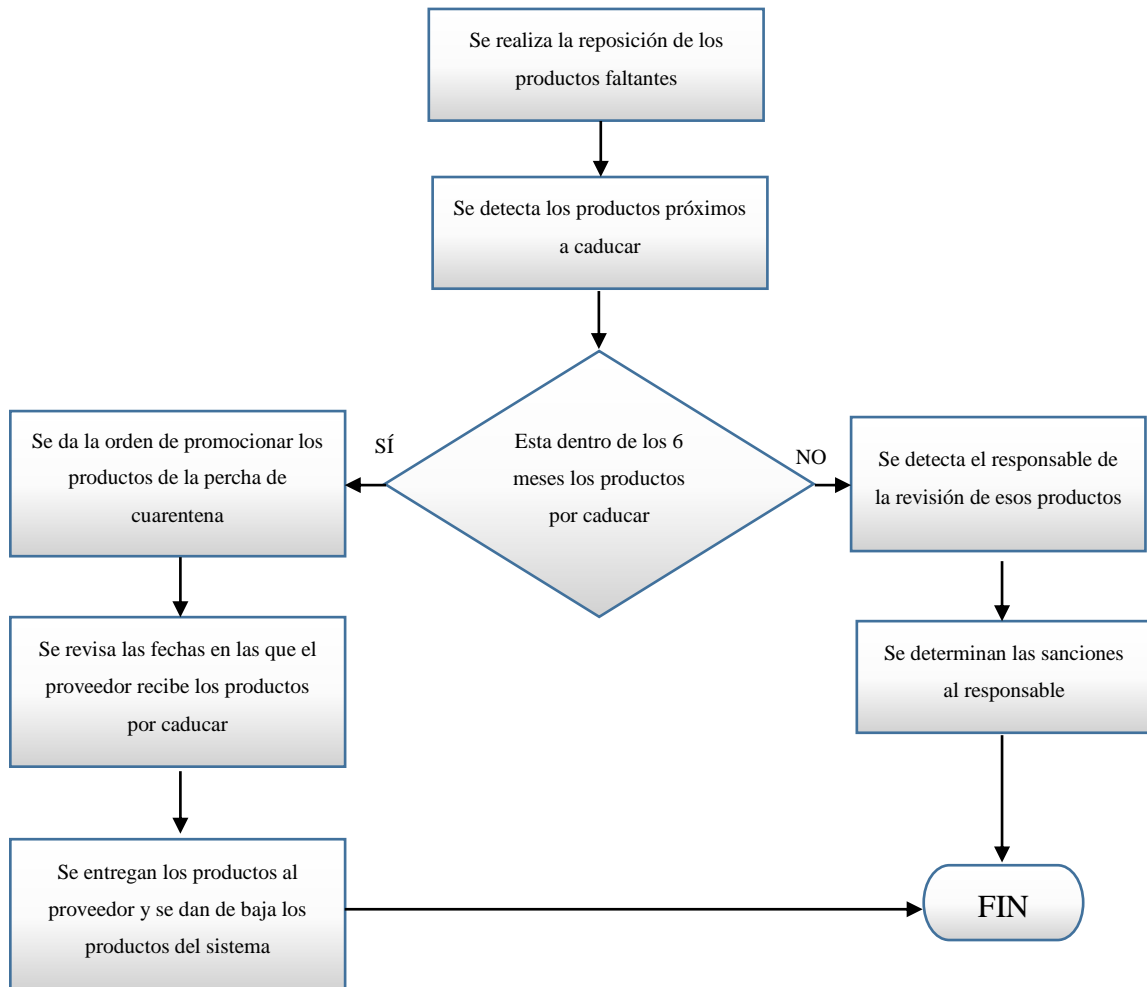 Se realiza la reposición de los
productos faltantes
Se detecta los productos próximos
a caducar
Esta dentro de los 6
meses los productos
por caducar
SÍ
NO
Se da la orden de promocionar los
productos de la percha de
cuarentena
Se detecta el responsable de
la revisión de esos productos
Se revisa las fechas en las que el
proveedor recibe los productos
por caducar
Se determinan las sanciones
al responsable
Se entregan los productos al
proveedor y se dan de baja los
productos del sistema
FIN